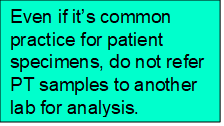 Even if it's common
practice for patient
specimens, do not refer
PT samples to another
lab for analysis.